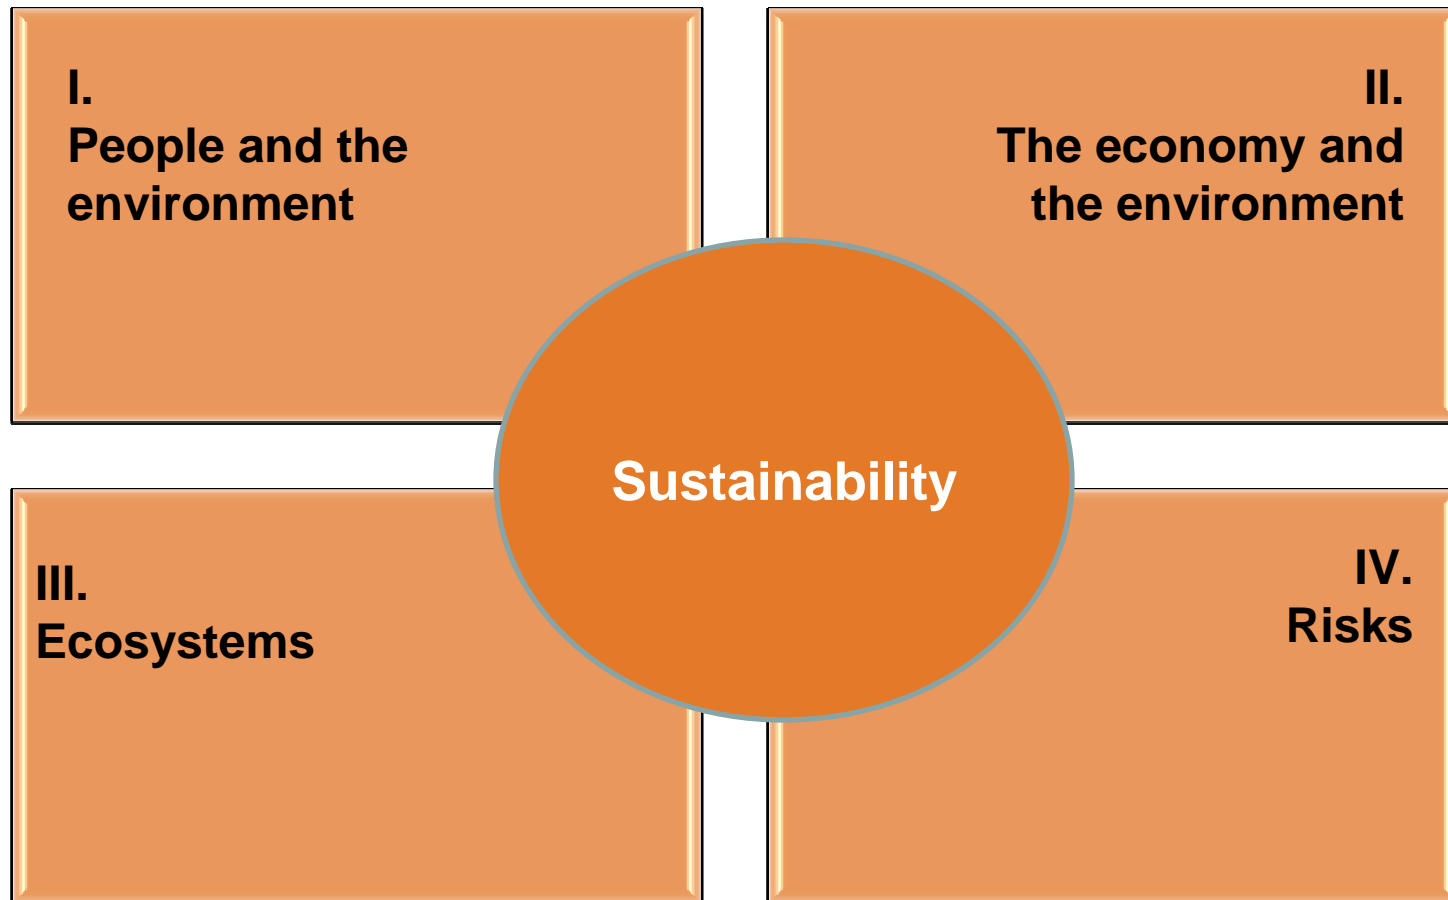 I.
People and the
environment
II.
The economy and
the environment
Sustainability
III.
Ecosystems
IV.
Risks